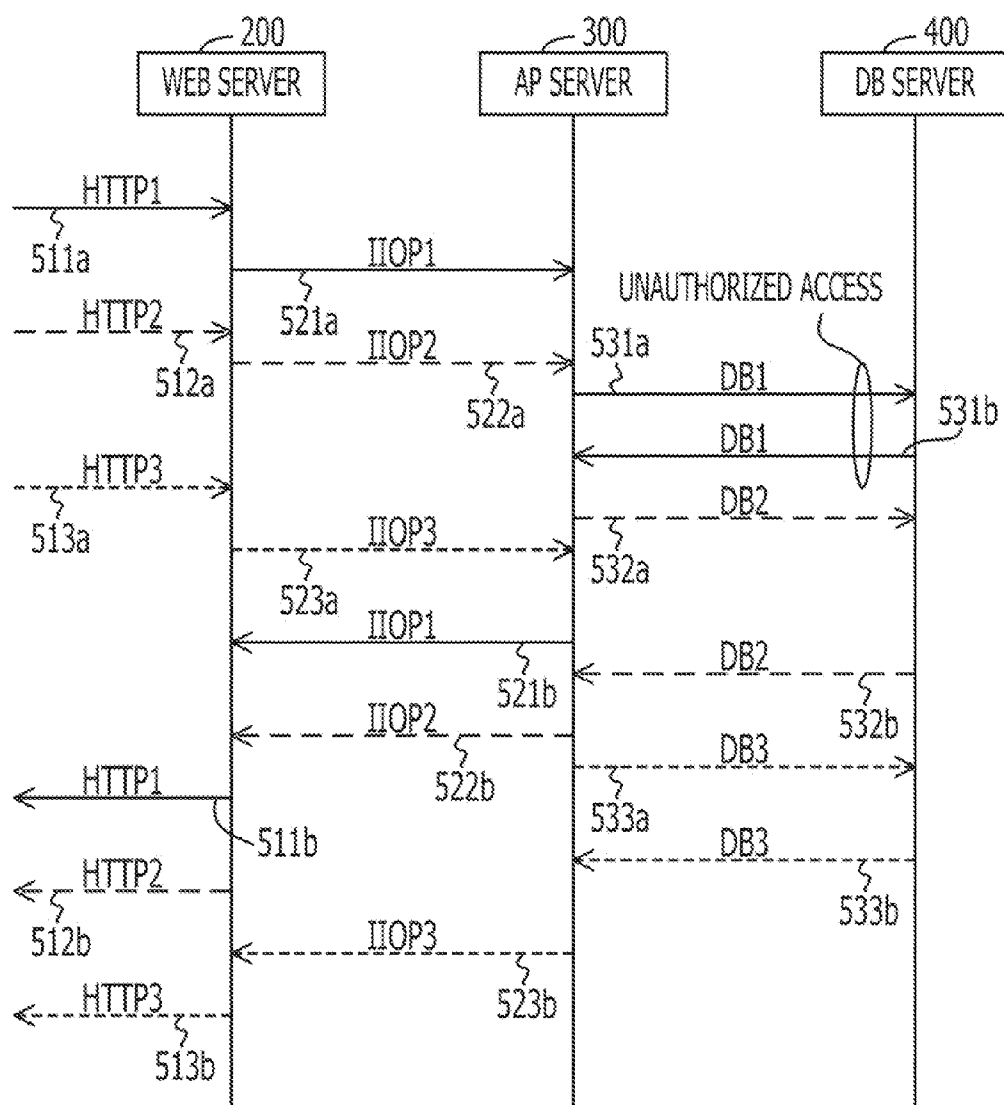 200
300
400
WEB SERVER
AP SERVER
DB SERVER
HTTP1
511a
IIOP1
521a
UNAUTHORIZED ACCESS
HTTP2
512a
IIOP2
522a
531a
DB1
531b
DB1
HTTP3
513a
DB2
532a
IIOP3
523a
IIOP1
521b
DB2
532b
IIOP2
522b
DB3
533a
HTTP1
511b
DB3
533b
HTTP2
512b
IIOP3
523b
HTTP3
513b